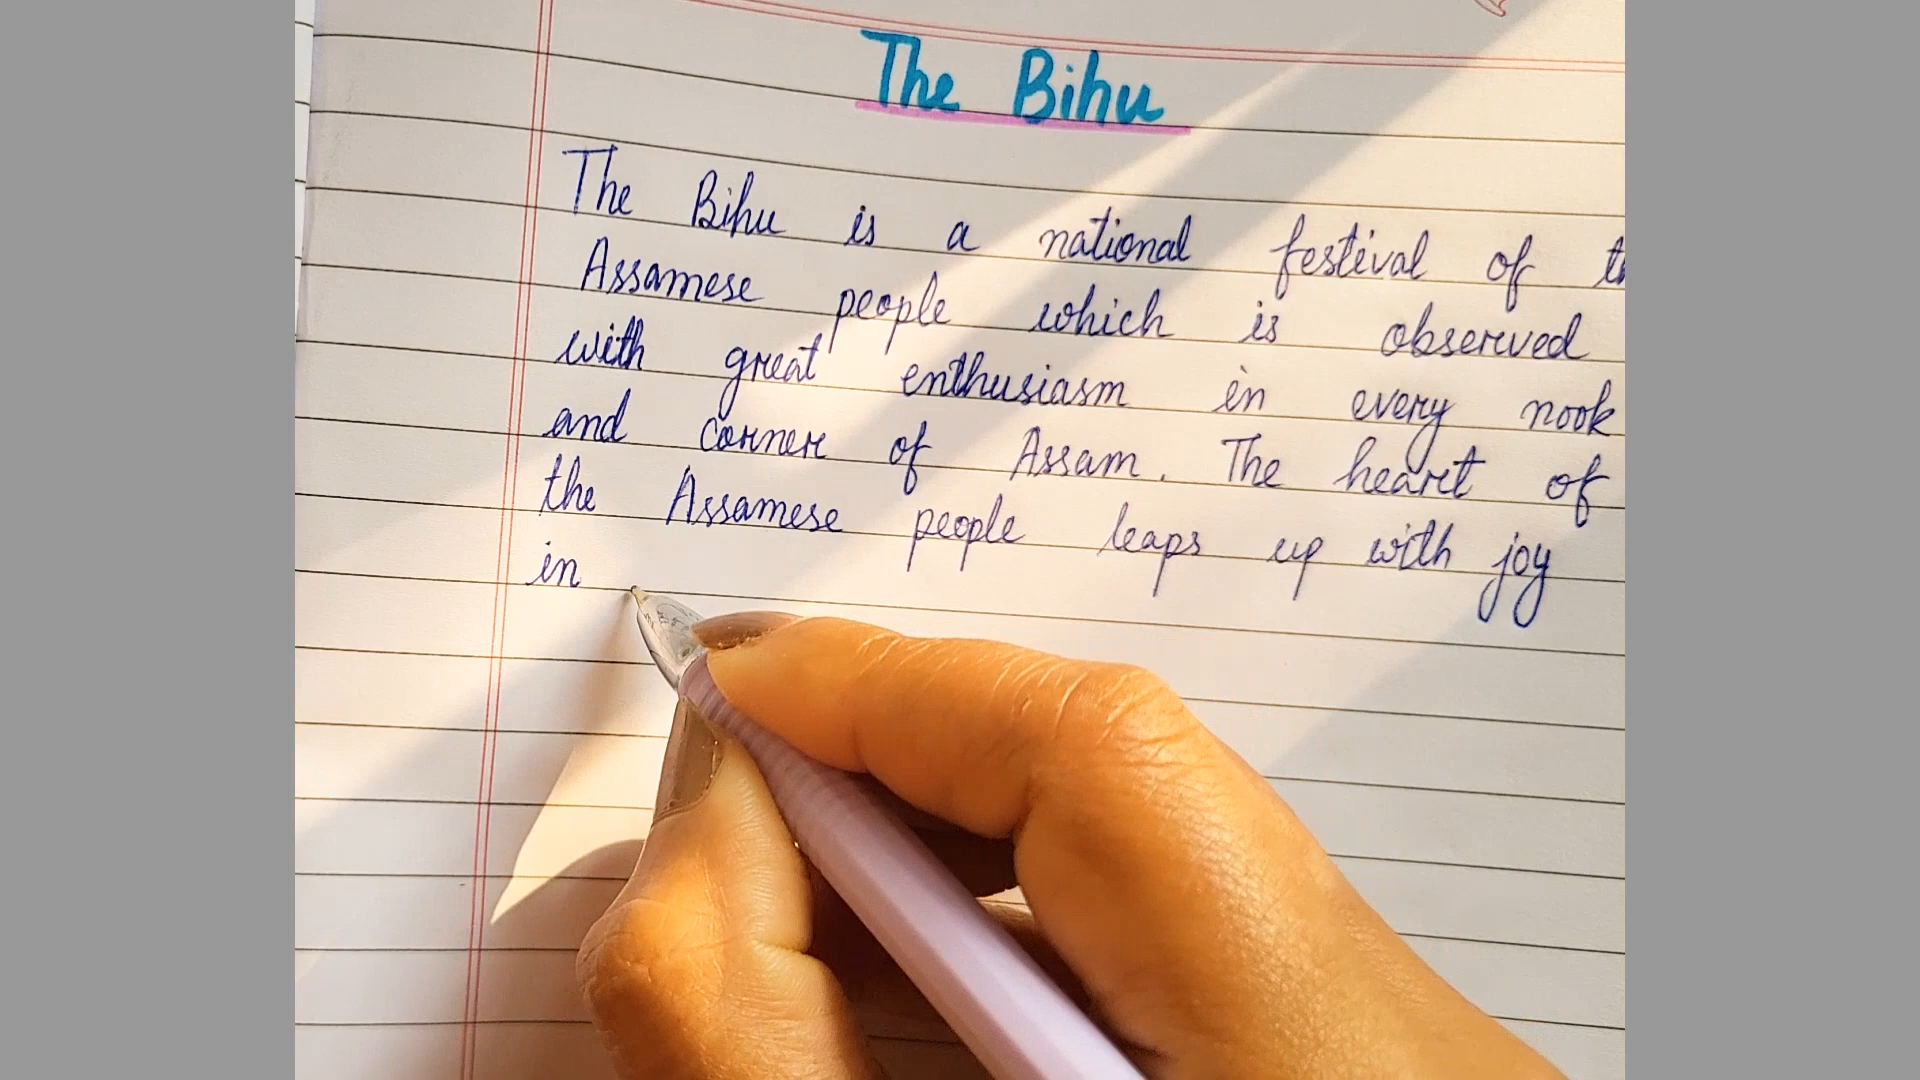 The Bihu
The Bihu is a national festival of th
Assamese people which is observed
with great enthusiasm in every nook
and corner of Assam. The heart of
the Assamese people leaps up with joy
in